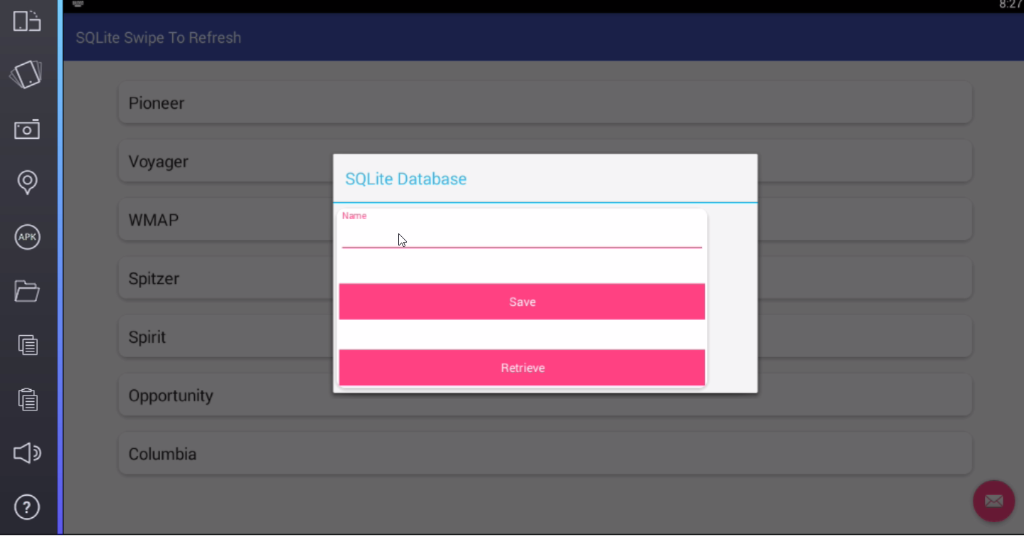 8:27
SQLite Swipe To Refresh
Pioneer
Voyager
WMAP
Spitzer
Spirit
Opportunity
Columbia
SQLite Database
Name
Save
Retrieve
APK
?